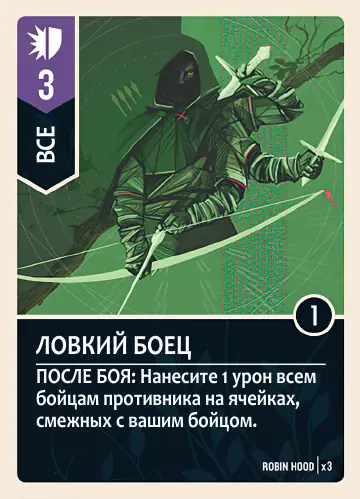 3
ВСЕ
1
ЛОВКИЙ БОЕЦ
ПОСЛЕ БОЯ: Нанесите 1 урон всем
бойцам противника на ячейках,
смежных с вашим бойцом.
ROBIN HOOD | x3